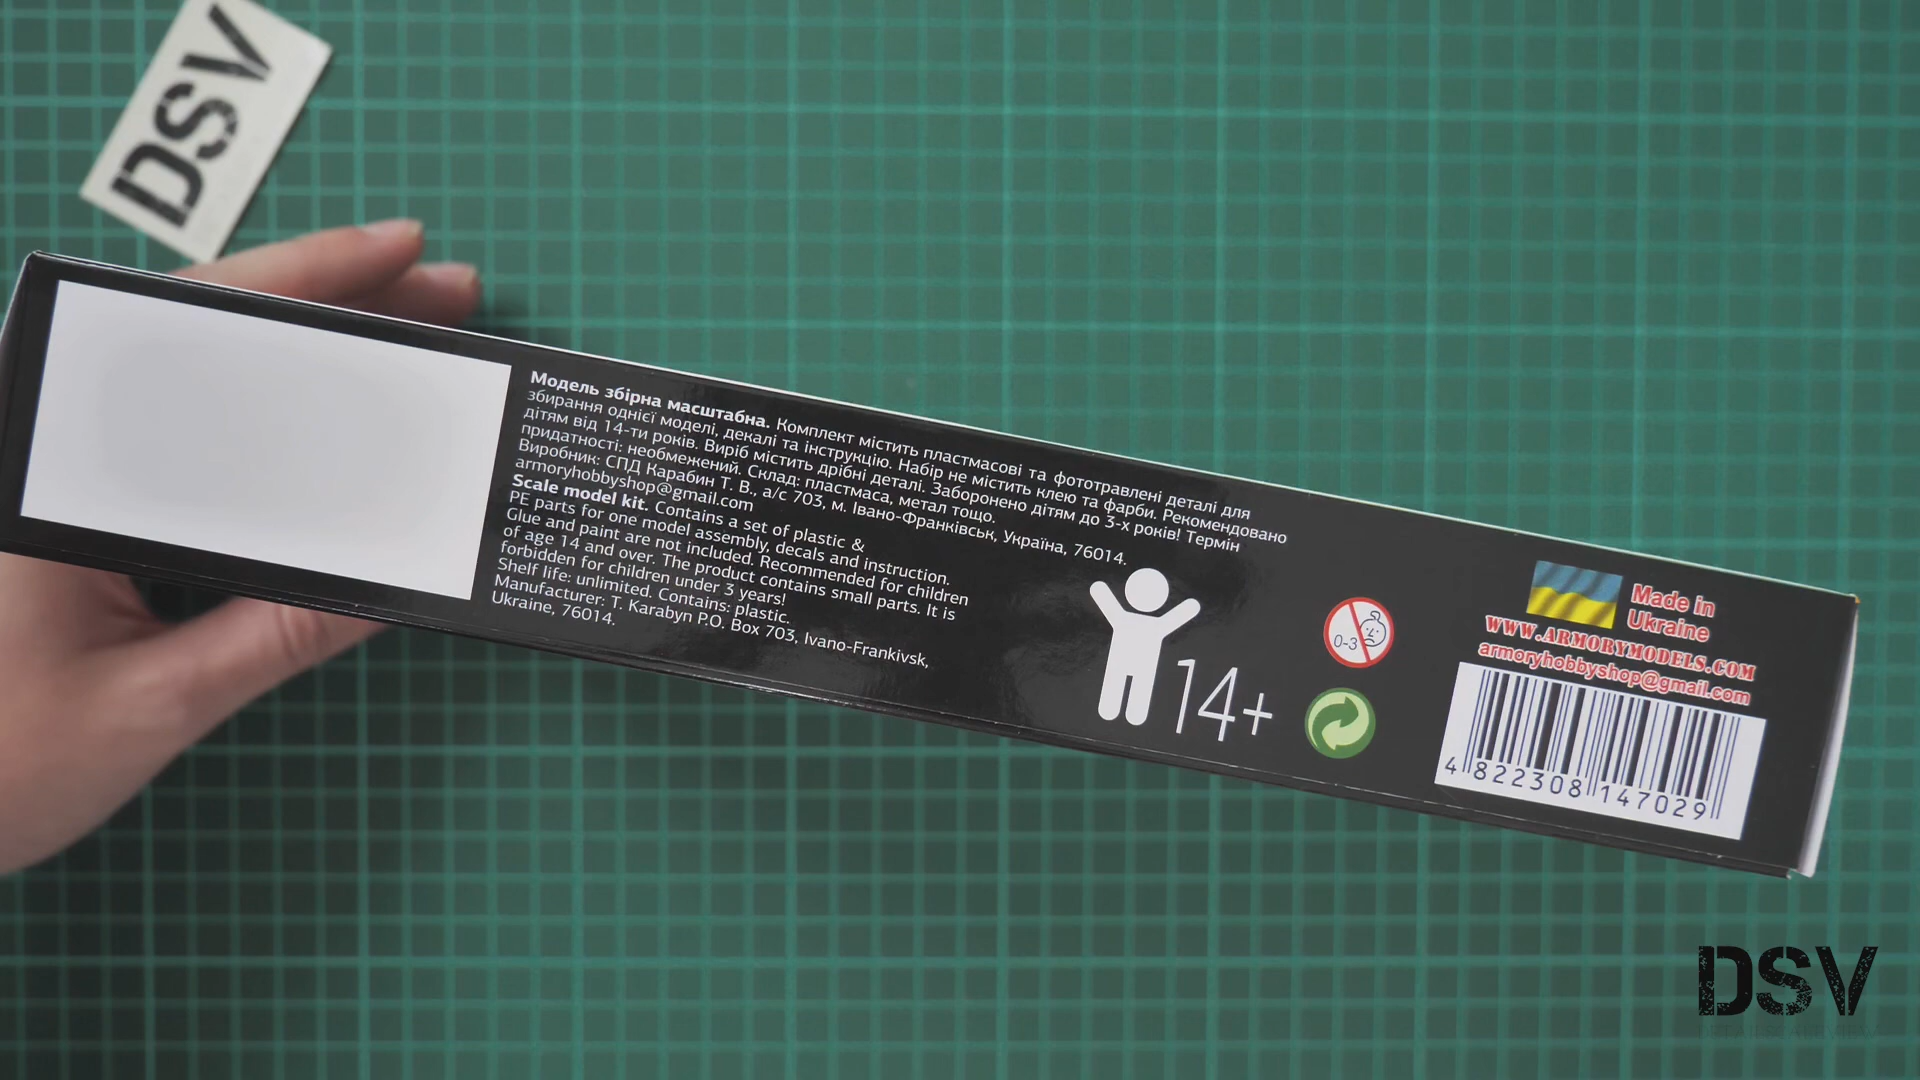 DSV
Модель збірна масштабна. Комплект містить пластмасові та фототравлені деталі для
збирання однієї моделі, декалі та інструкцію. Набір не містить клею та фарби. Рекомендовано
дітям від 14-ти років. Виріб містить дрібні деталі. Заборонено дітям до 3-х років! Термін
придатності: необмежений. Склад: пластмаса, метал тощо.
Виробник: СПД Карабин Т. В., а/с 703, м. Івано-Франківськ, Україна, 76014.
armoryhobbyshop@gmail.com
Scale model kit. Contains a set of plastic &
PE parts for one model assembly, decals and instruction.
Glue and paint are not included. Recommended for children
of age 14 and over. The product contains small parts. It is
forbidden for children under 3 years!
Shelf life: unlimited. Contains: plastic.
Manufacturer: T. Karabyn P.O. Box 703, Ivano-Frankivsk,
Ukraine, 76014.
14+
0-3
Made in
Ukraine
WWW.ARMORYMODELS.COM
armoryhobbyshop@gmail.com
4 822308 147029
DSV